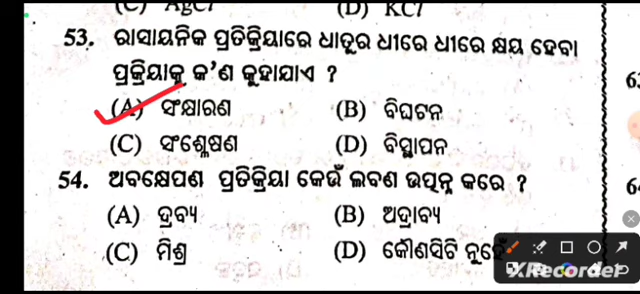 (C) AgCl (D) KCl
53. ରାସାୟନିକ ପ୍ରତିକ୍ରିୟାରେ ଧାତୁର ଧୀରେ ଧୀରେ କ୍ଷୟ ହେବା
ପ୍ରକ୍ରିୟାକୁ କ'ଣ କୁହାଯାଏ ?
(A) ସଂକ୍ଷାରଣ (B) ବିଘଟନ
(C) ସଂଶ୍ଳେଷଣ (D) ବିସ୍ଥାପନ
54. ଅବକ୍ଷେପଣ ପ୍ରତିକ୍ରିୟା କେଉଁ ଲବଣ ଉତ୍ପନ୍ନ କରେ ?
(A) ଦ୍ରବ୍ୟ (B) ଅଦ୍ରାବ୍ୟ
(C) ମିଶ୍ର (D) କୌଣସିଟି ନୁହେଁ
XRecorder